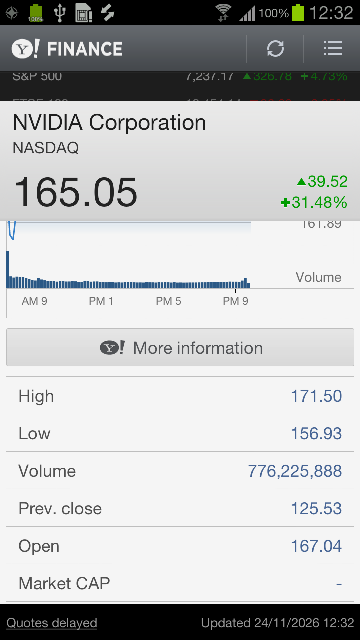 100% 12:32
Y! FINANCE
S&P 500 7,237.17 ▲326.78 +4.73%
NVIDIA Corporation
NASDAQ
165.05
▲39.52
+31.48%
161.89
Volume
AM 9 PM 1 PM 5 PM 9
Y! More information
High 171.50
Low 156.93
Volume 776,225,888
Prev. close 125.53
Open 167.04
Market CAP -
Quotes delayed Updated 24/11/2026 12:32